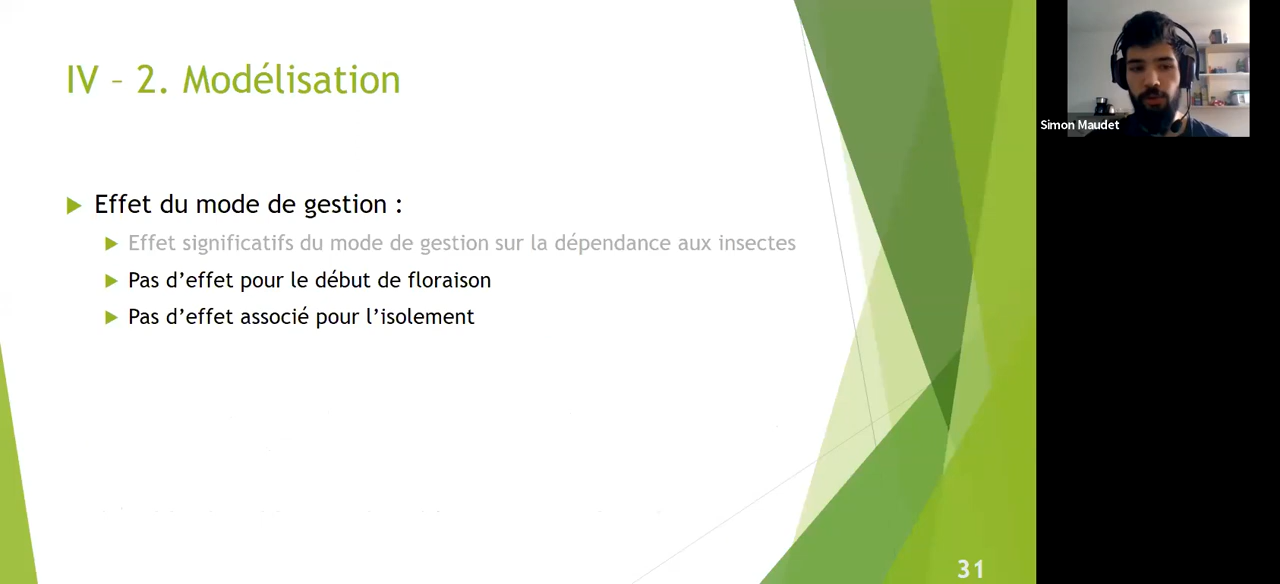 IV – 2. Modélisation
Simon Maudet
Effet du mode de gestion :
Effet significatifs du mode de gestion sur la dépendance aux insectes
Pas d’effet pour le début de floraison
Pas d’effet associé pour l’isolement
31